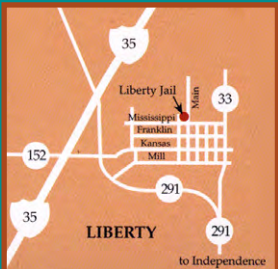 35
Liberty Jail
Main
33
Mississippi
Franklin
Kansas
152
Mill
291
35
LIBERTY
291
to Independence